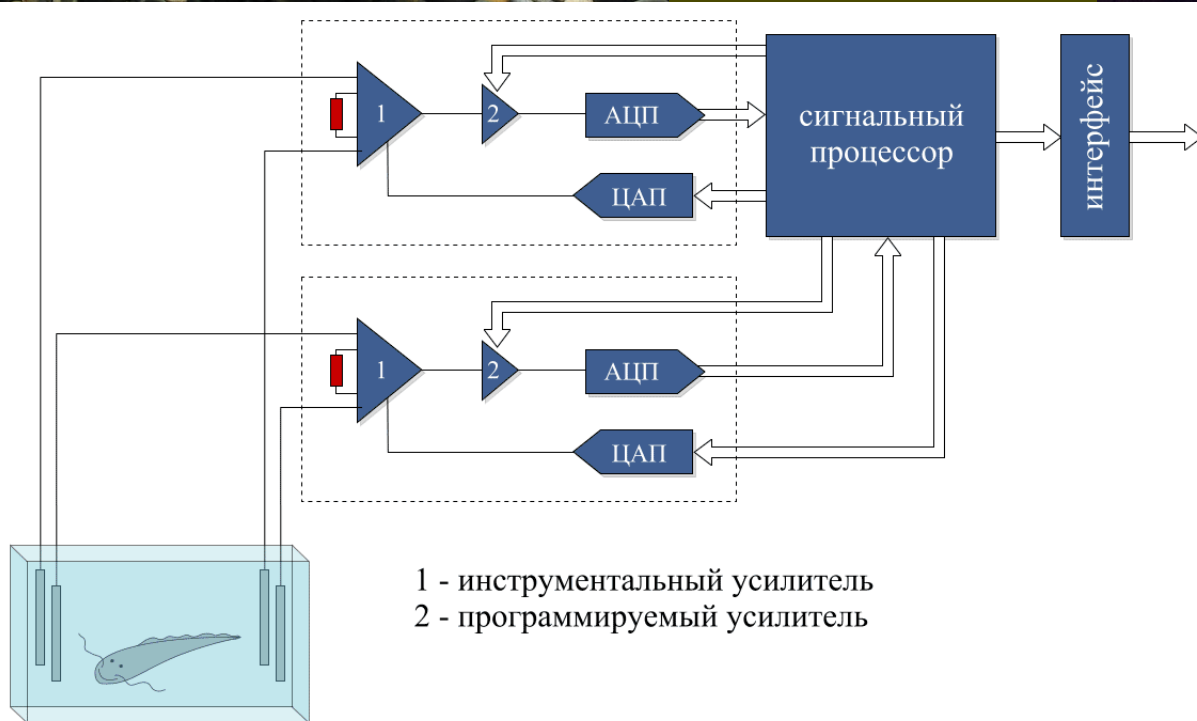 1
2
АЦП
ЦАП
сигнальный
процессор
интерфейс
1
2
АЦП
ЦАП
1 - инструментальный усилитель
2 - программируемый усилитель